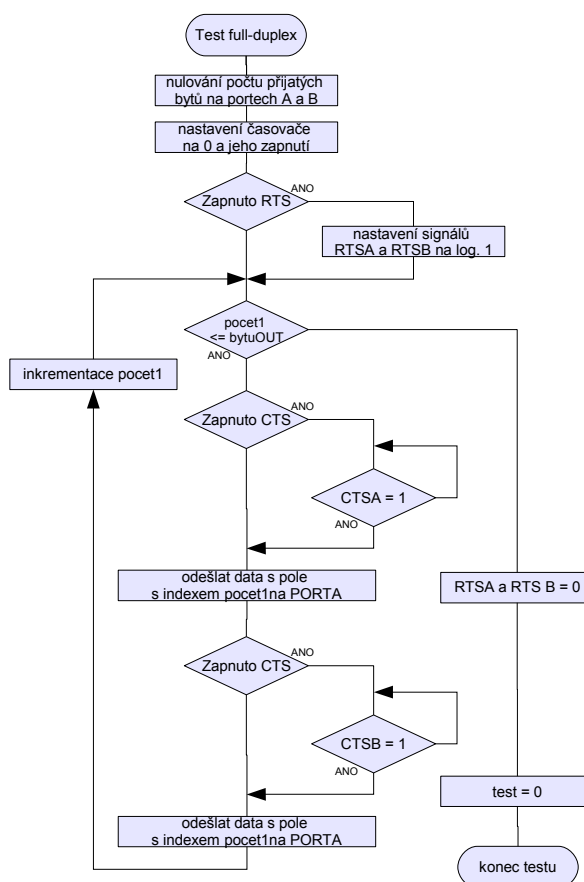 Test full-duplex
nulování počtu přijatých
bytů na portech A a B
nastavení časovače
na 0 a jeho zapnutí
ANO
Zapnuto RTS
nastavení signálů
RTSA a RTSB na log. 1
pocet1
<= bytuOUT
ANO
inkrementace pocet1
ANO
Zapnuto CTS
CTSA = 1
ANO
odešlat data s pole
s indexem pocet1na PORTA
RTSA a RTS B = 0
ANO
Zapnuto CTS
CTSB = 1
ANO
test = 0
odešlat data s pole
s indexem pocet1na PORTA
konec testu